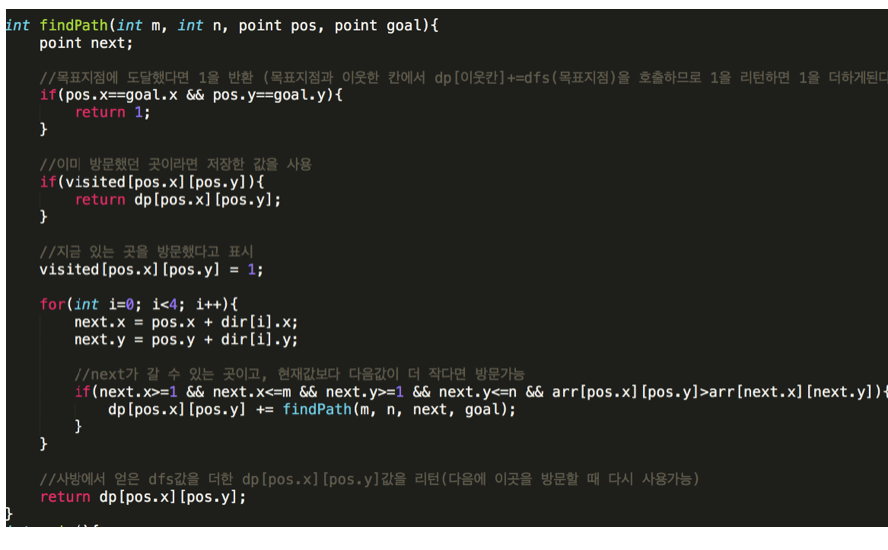 int findPath(int m, int n, point pos, point goal){
    point next;

    //목표지점에 도달했다면 1을 반환 (목표지점과 이웃한 칸에서 dp[이웃칸]+=dfs(목표지점)을 호출하므로 1을 리턴하면 1을 더하게된다
    if(pos.x==goal.x && pos.y==goal.y){
        return 1;
    }

    //이미 방문했던 곳이라면 저장한 값을 사용
    if(visited[pos.x][pos.y]){
        return dp[pos.x][pos.y];
    }

    //지금 있는 곳을 방문했다고 표시
    visited[pos.x][pos.y] = 1;

    for(int i=0; i<4; i++){
        next.x = pos.x + dir[i].x;
        next.y = pos.y + dir[i].y;

        //next가 갈 수 있는 곳이고, 현재값보다 다음값이 더 작다면 방문가능
        if(next.x>=1 && next.x<=m && next.y>=1 && next.y<=n && arr[pos.x][pos.y]>arr[next.x][next.y]){
            dp[pos.x][pos.y] += findPath(m, n, next, goal);
        }
    }

    //사방에서 얻은 dfs값을 더한 dp[pos.x][pos.y]값을 리턴(다음에 이곳을 방문할 때 다시 사용가능)
    return dp[pos.x][pos.y];
}